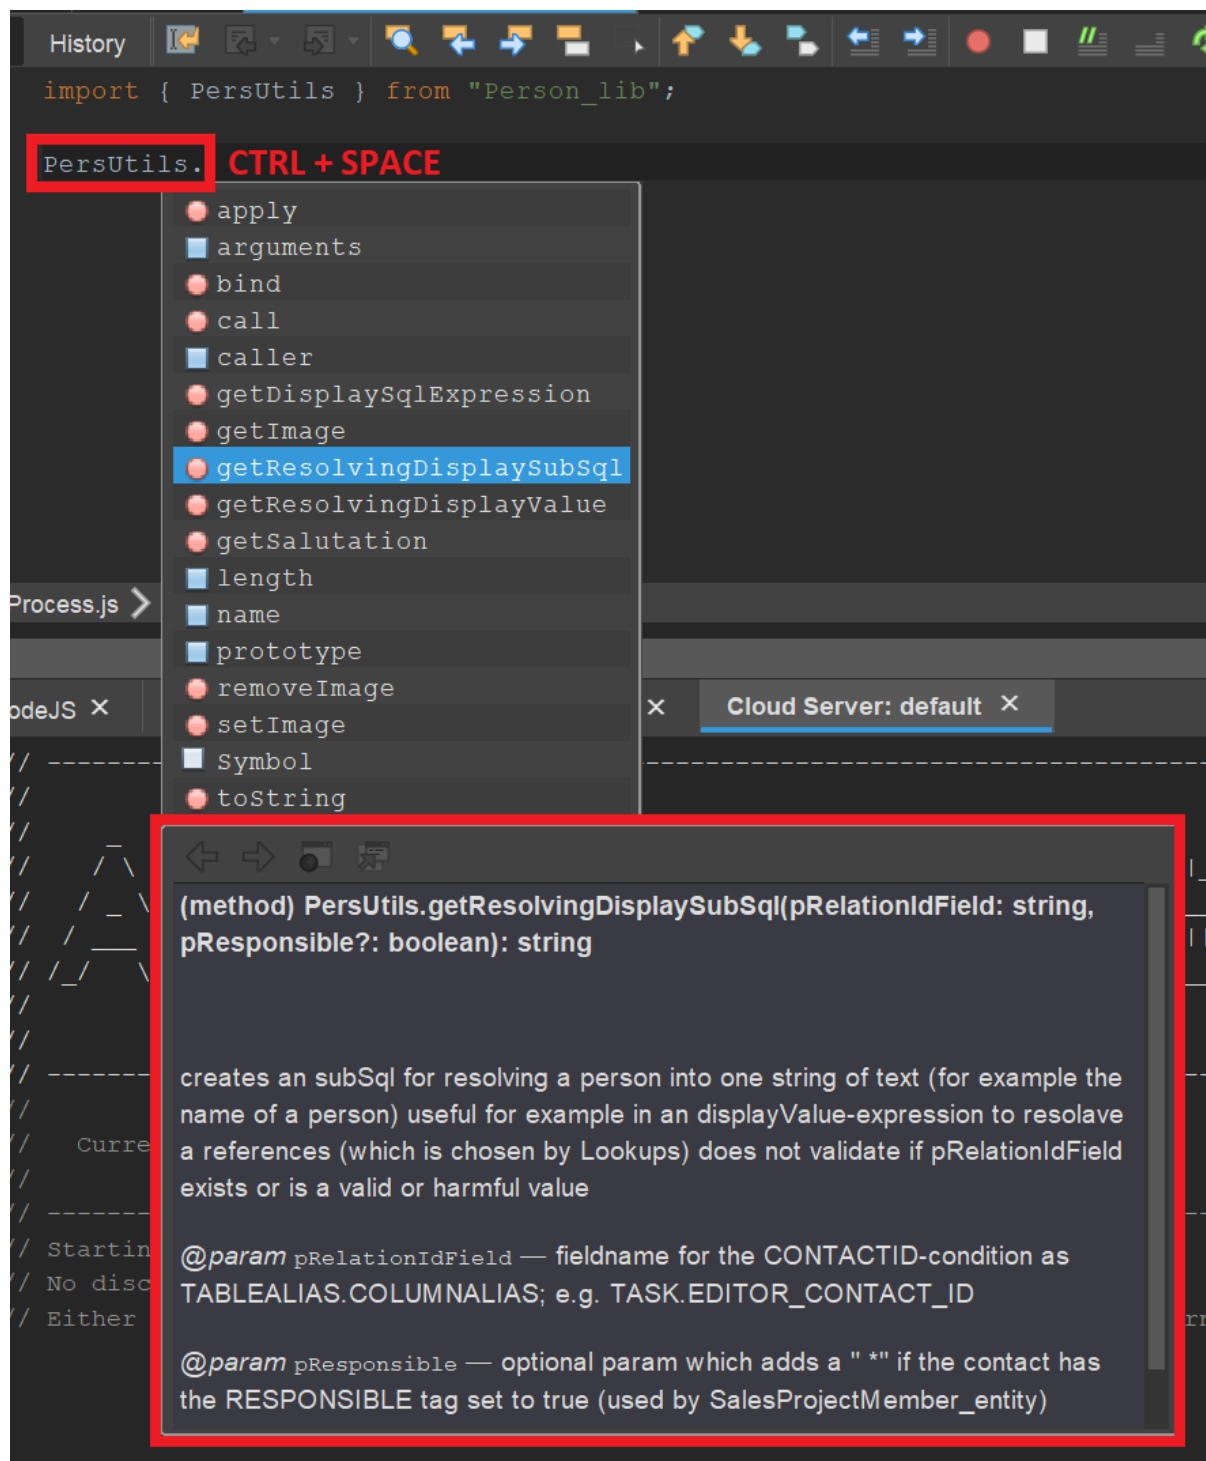 History
import { PersUtils } from "Person_lib";
PersUtils. CTRL + SPACE
apply
arguments
bind
call
caller
getDisplaySqlExpression
getImage
getResolvingDisplaySubSql
getResolvingDisplayValue
getSalutation
length
name
prototype
removeImage
setImage
Symbol
toString
Process.js
odeJS × × Cloud Server: default ×
(method) PersUtils.getResolvingDisplaySubSql(pRelationIdField: string,
pResponsible?: boolean): string
creates an subSql for resolving a person into one string of text (for example the
name of a person) useful for example in an displayValue-expression to resolave
a references (which is chosen by Lookups) does not validate if pRelationIdField
exists or is a valid or harmful value
@param pRelationIdField — fieldname for the CONTACTID-condition as
TABLEALIAS.COLUMNALIAS; e.g. TASK.EDITOR_CONTACT_ID
@param pResponsible — optional param which adds a " *" if the contact has
the RESPONSIBLE tag set to true (used by SalesProjectMember_entity)
// Curre
// Startin
// No disc
// Either